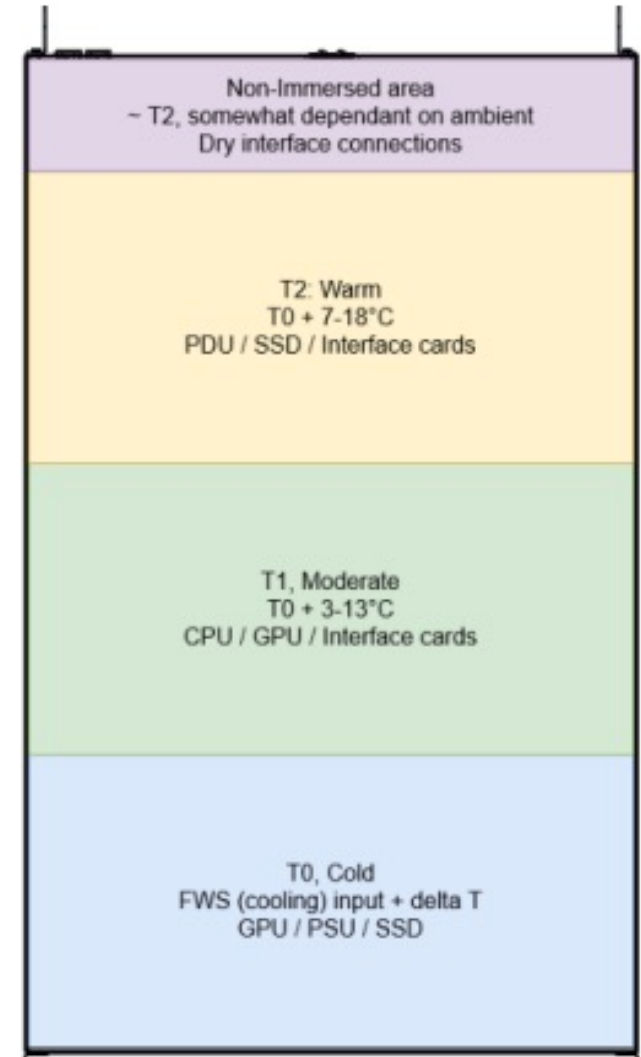 Non-Immersed area
~ T2, somewhat dependant on ambient
Dry interface connections
T2: Warm
T0 + 7-18°C
PDU / SSD / Interface cards
T1, Moderate
T0 + 3-13°C
CPU / GPU / Interface cards
T0, Cold
FWS (cooling) input + delta T
GPU / PSU / SSD